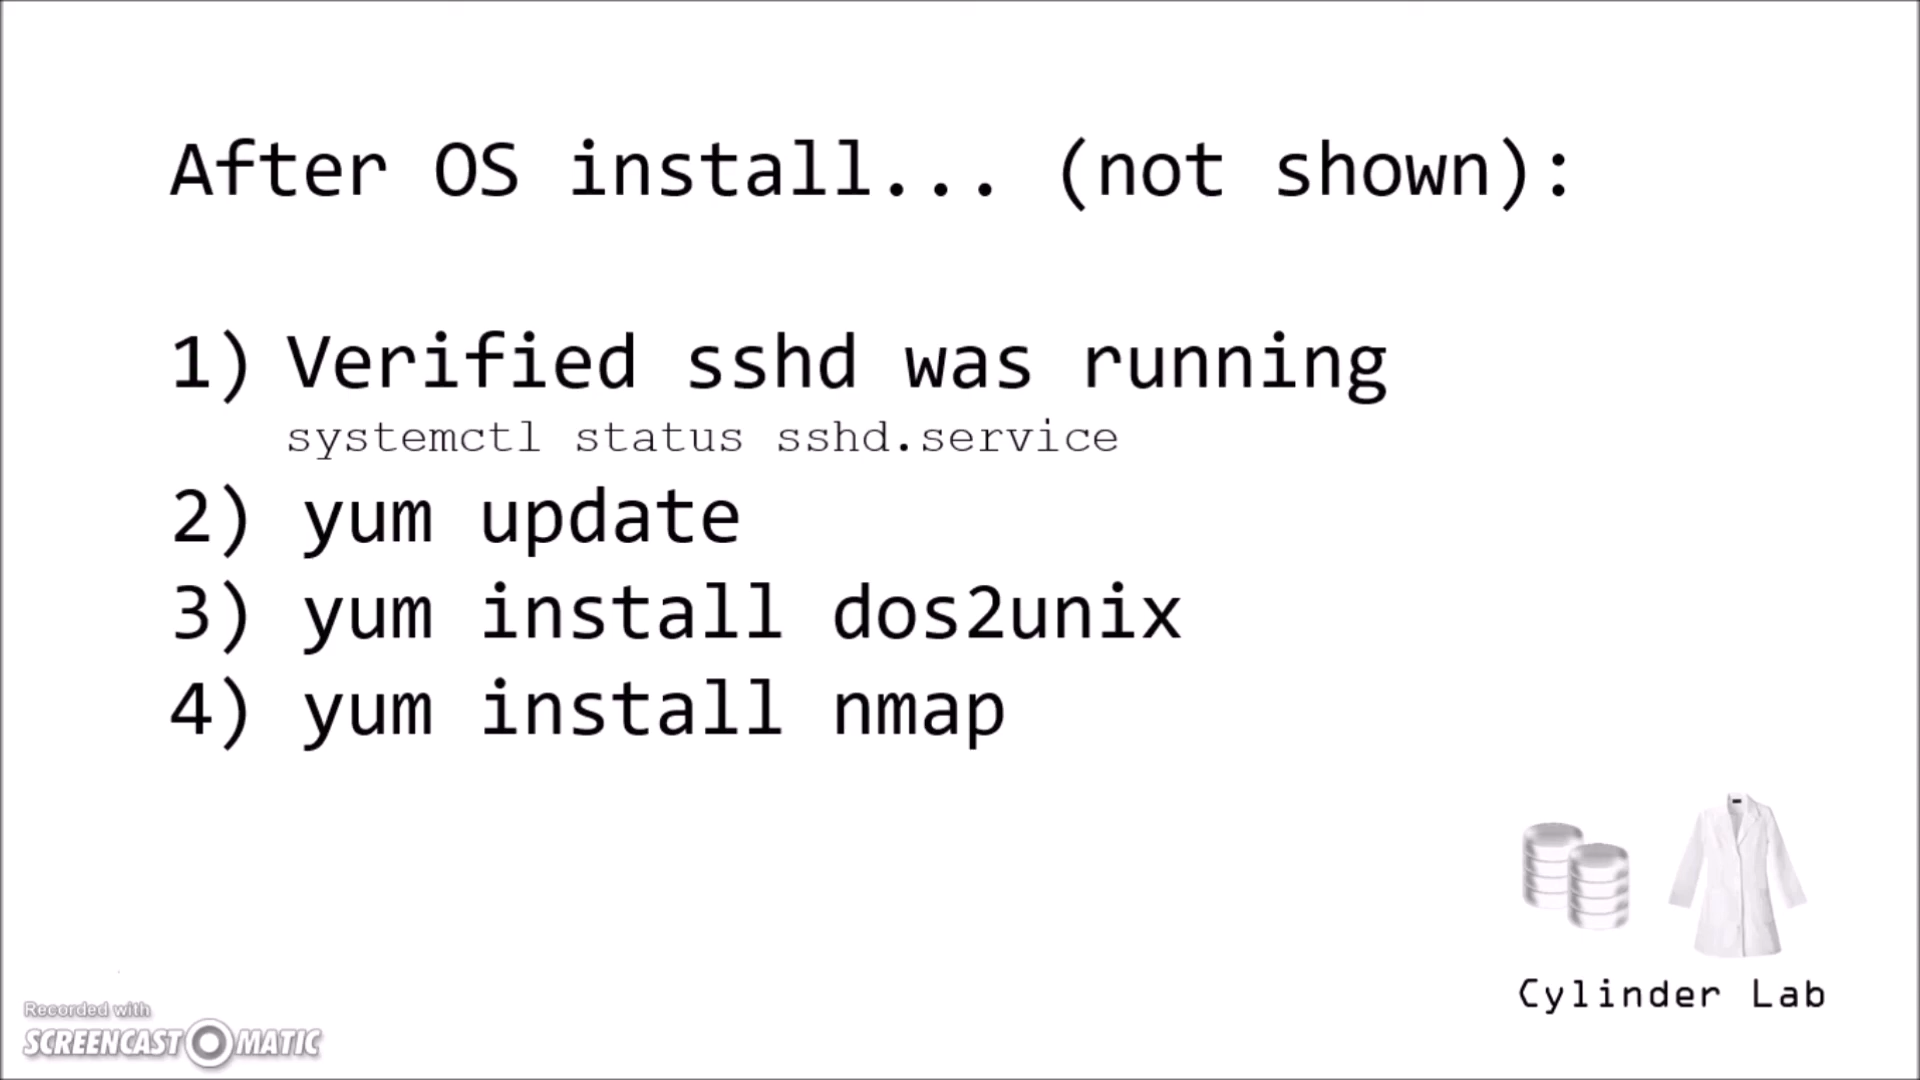 After OS install... (not shown):
1) Verified sshd was running
systemctl status sshd.service
2) yum update
3) yum install dos2unix
4) yum install nmap
Cylinder Lab
Recorded with
SCREENCAST MATIC